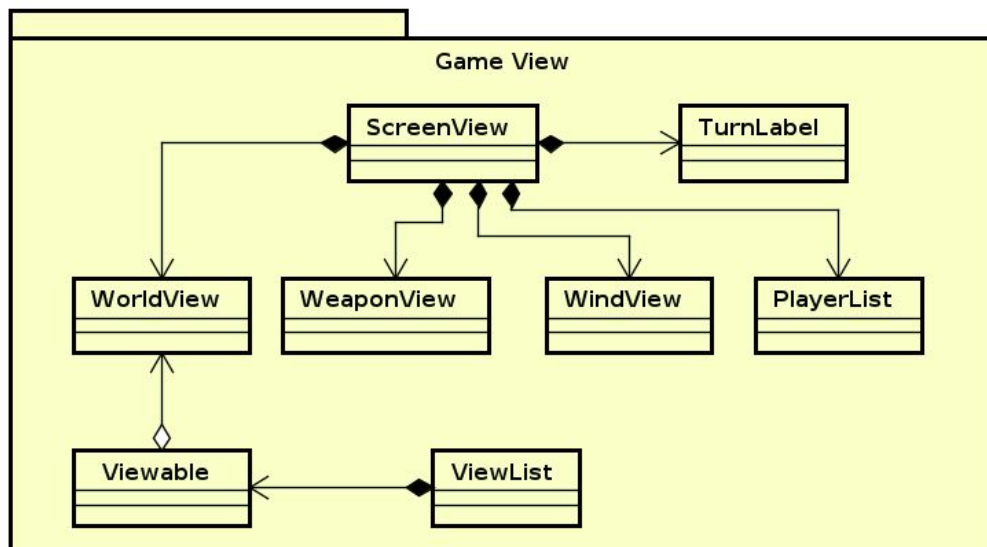 Game View
ScreenView
TurnLabel
WorldView
WeaponView
WindView
PlayerList
Viewable
ViewList